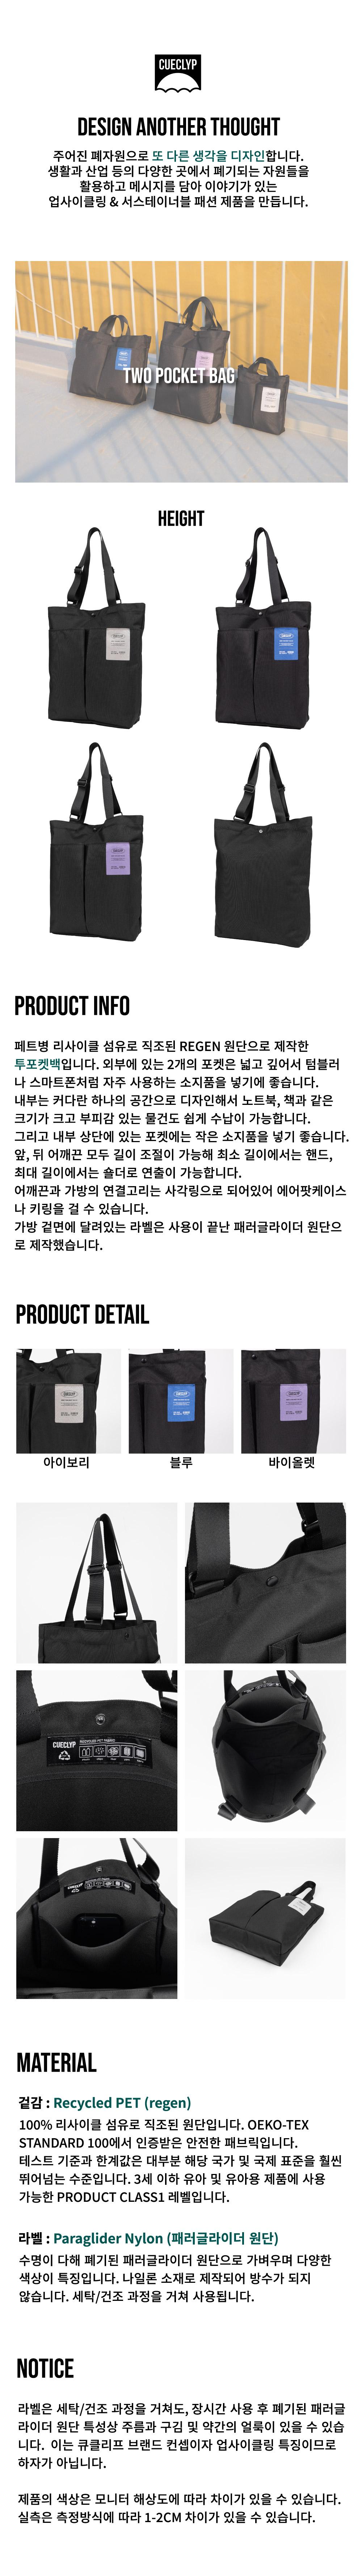 CUECLYP
DESIGN ANOTHER THOUGHT
주어진 폐자원으로 또 다른 생각을 디자인합니다.
생활과 산업 등의 다양한 곳에서 폐기되는 자원들을
활용하고 메시지를 담아 이야기가 있는
업사이클링 & 서스테이너블 패션 제품을 만듭니다.
TWO POCKET BAG
HEIGHT
PRODUCT INFO
페트병 리사이클 섬유로 직조된 REGEN 원단으로 제작한
투포켓백입니다. 외부에 있는 2개의 포켓은 넓고 깊어서 텀블러
나 스마트폰처럼 자주 사용하는 소지품을 넣기에 좋습니다.
내부는 커다란 하나의 공간으로 디자인해서 노트북, 책과 같은
크기가 크고 부피감 있는 물건도 쉽게 수납이 가능합니다.
그리고 내부 상단에 있는 포켓에는 작은 소지품을 넣기 좋습니다.
앞, 뒤 어깨끈 모두 길이 조절이 가능해 최소 길이에서는 핸드,
최대 길이에서는 숄더로 연출이 가능합니다.
어깨끈과 가방의 연결고리는 사각링으로 되어있어 에어팟케이스
나 키링을 걸 수 있습니다.
가방 겉면에 달려있는 라벨은 사용이 끝난 패러글라이더 원단으
로 제작했습니다.
PRODUCT DETAIL
아이보리
블루
바이올렛
CUECLYP
RECYCLED PET FABRIC
CUECLYP
MATERIAL
겉감 : Recycled PET (regen)
100% 리사이클 섬유로 직조된 원단입니다. OEKO-TEX
STANDARD 100에서 인증받은 안전한 패브릭입니다.
테스트 기준과 한계값은 대부분 해당 국가 및 국제 표준을 훨씬
뛰어넘는 수준입니다. 3세 이하 유아 및 유아용 제품에 사용
가능한 PRODUCT CLASS1 레벨입니다.
라벨 : Paraglider Nylon (패러글라이더 원단)
수명이 다해 폐기된 패러글라이더 원단으로 가벼우며 다양한
색상이 특징입니다. 나일론 소재로 제작되어 방수가 되지
않습니다. 세탁/건조 과정을 거쳐 사용됩니다.
NOTICE
라벨은 세탁/건조 과정을 거쳐도, 장시간 사용 후 폐기된 패러글
라이더 원단 특성상 주름과 구김 및 약간의 얼룩이 있을 수 있습
니다. 이는 큐클리프 브랜드 컨셉이자 업사이클링 특징이므로
하자가 아닙니다.
제품의 색상은 모니터 해상도에 따라 차이가 있을 수 있습니다.
실측은 측정방식에 따라 1-2CM 차이가 있을 수 있습니다.